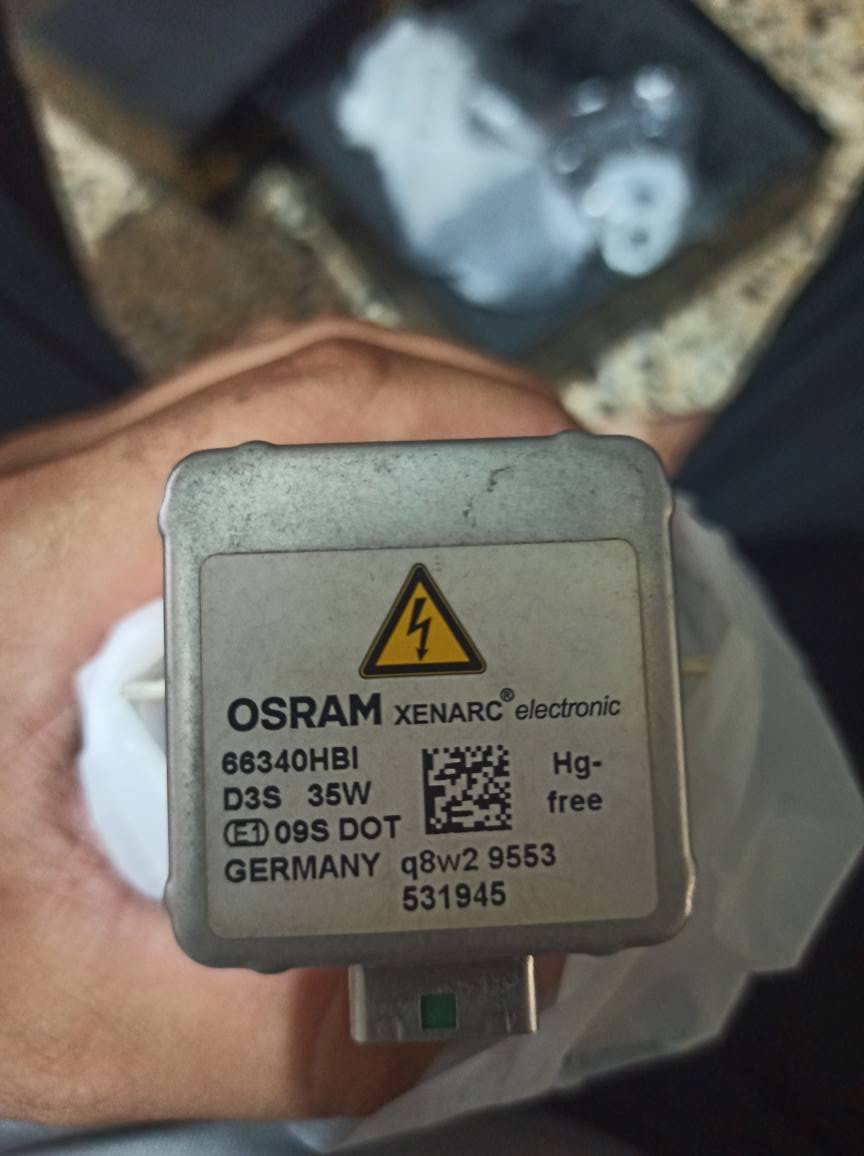 OSRAM XENARC® electronic
66340HBI
D3S 35W
Hg-
free
E1 09S DOT
GERMANY q8w2 9553
531945